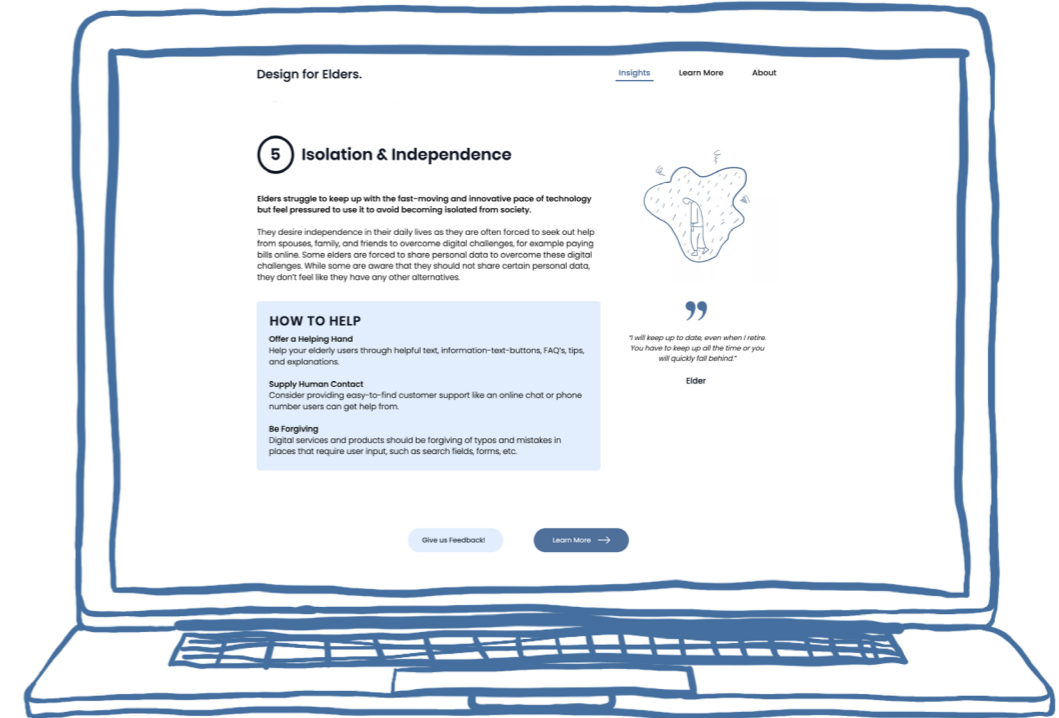 Design for Elders.
Insights
Learn More
About
5
Isolation & Independence
Elders struggle to keep up with the fast-moving and innovative pace of technology
but feel pressured to use it to avoid becoming isolated from society.
They desire independence in their daily lives as they are often forced to seek out help
from spouses, family, and friends to overcome digital challenges, for example paying
bills online. Some elders are forced to share personal data to overcome these digital
challenges. While some are aware that they should not share certain personal data,
they don't feel like they have any other alternatives.
HOW TO HELP
Offer a Helping Hand
Help your elderly users through helpful text, information-text-buttons, FAQ's, tips,
and explanations.
Supply Human Contact
Consider providing easy-to-find customer support like an online chat or phone
number users can get help from.
Be Forgiving
Digital services and products should be forgiving of typos and mistakes in
places that require user input, such as search fields, forms, etc.
”
"I will keep up to date, even when I retire.
You have to keep up all the time or you
will quickly fall behind."
Elder
Give us Feedback!
Learn More →